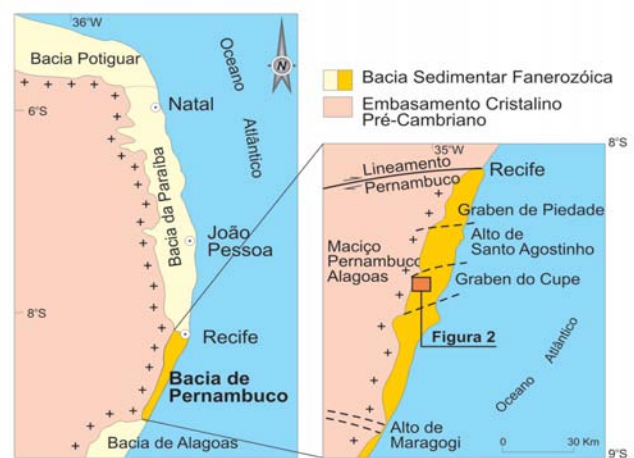 36°W
Bacia Potiguar
6°S
Natal
Oceano
Atlântico
N
Bacia da Paraíba
João
Pessoa
8°S
Recife
Bacia de
Pernambuco
Bacia de Alagoas
Bacia Sedimentar Fanerozóica
Embasamento Cristalino
Pré-Cambriano
8°S
35°W
Lineamento
Pernambuco
Recife
Graben de Piedade
Alto de
Santo Agostinho
Maciço
Pernambuco
Alagoas
Graben do Cupe
Figura 2
Oceano Atlântico
Alto de
Maragogi
0 30 Km
9°S